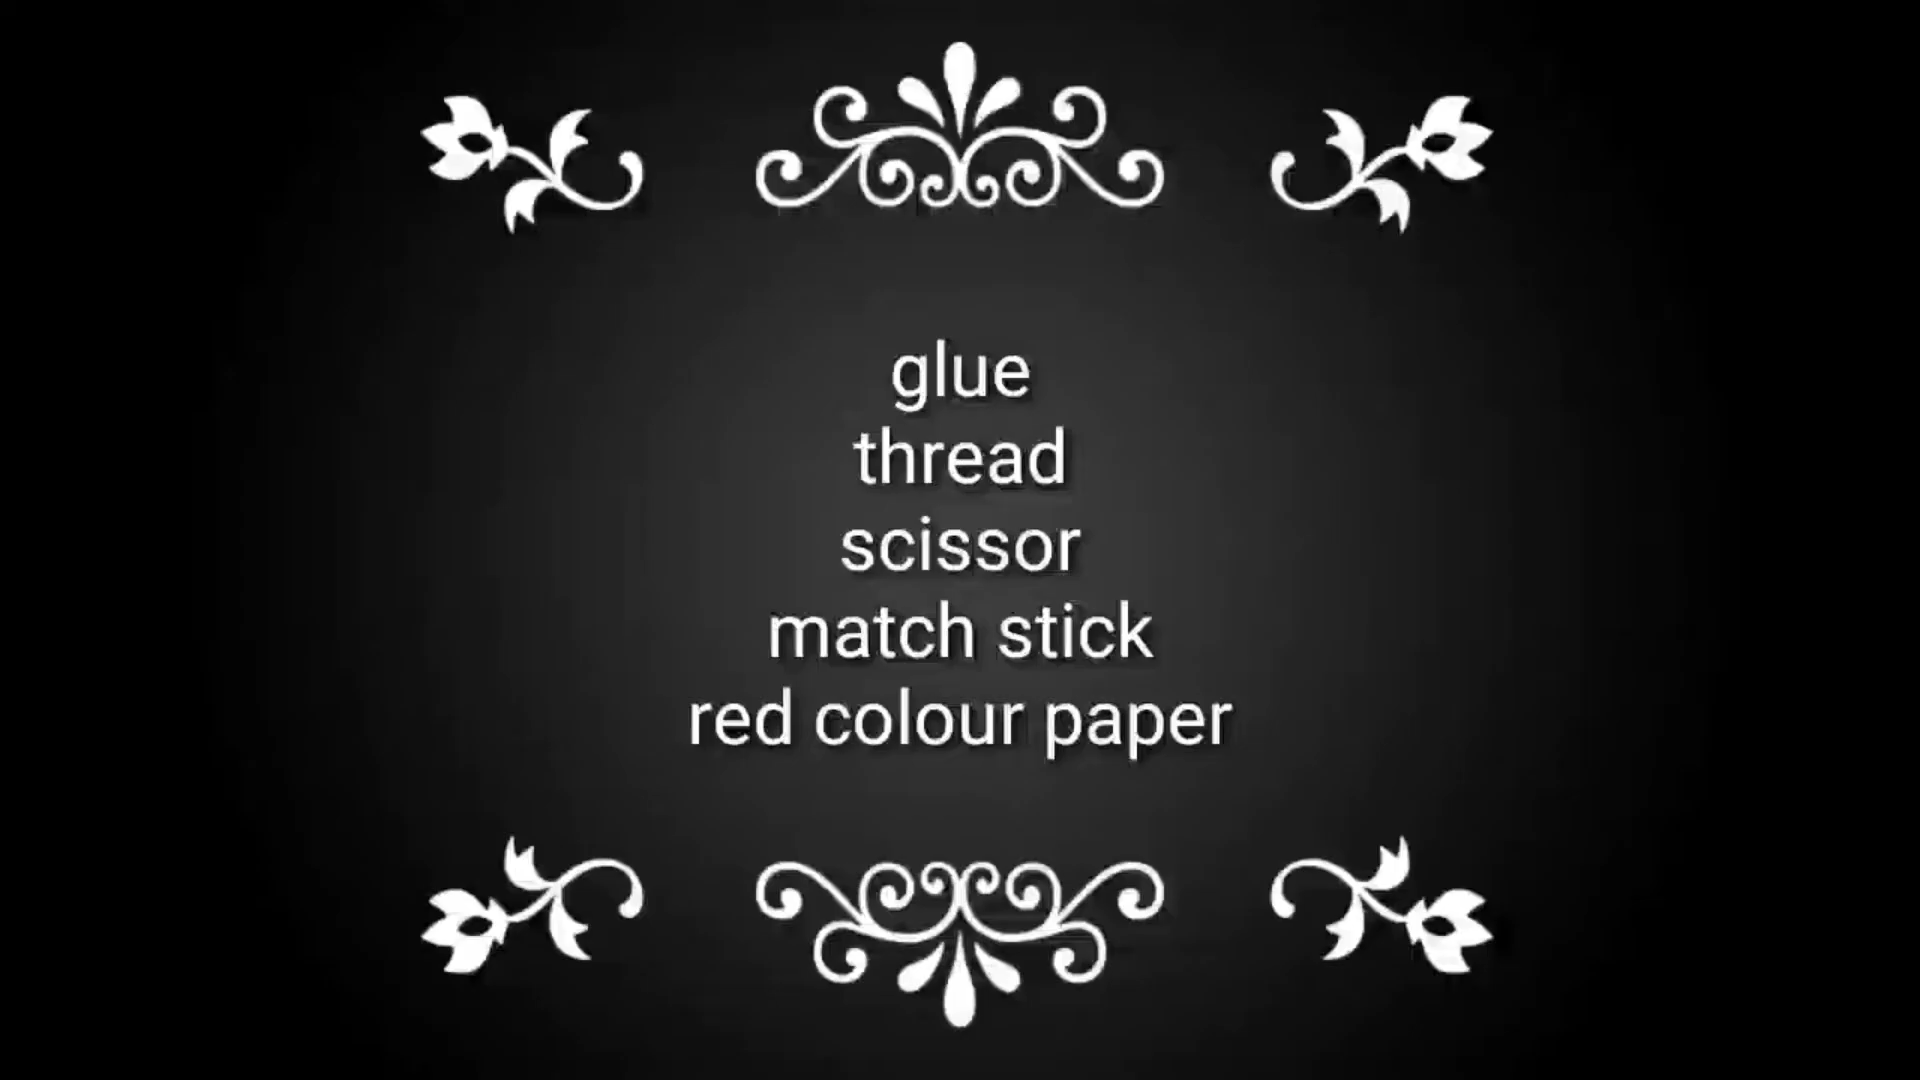 glue
thread
scissor
match stick
red colour paper